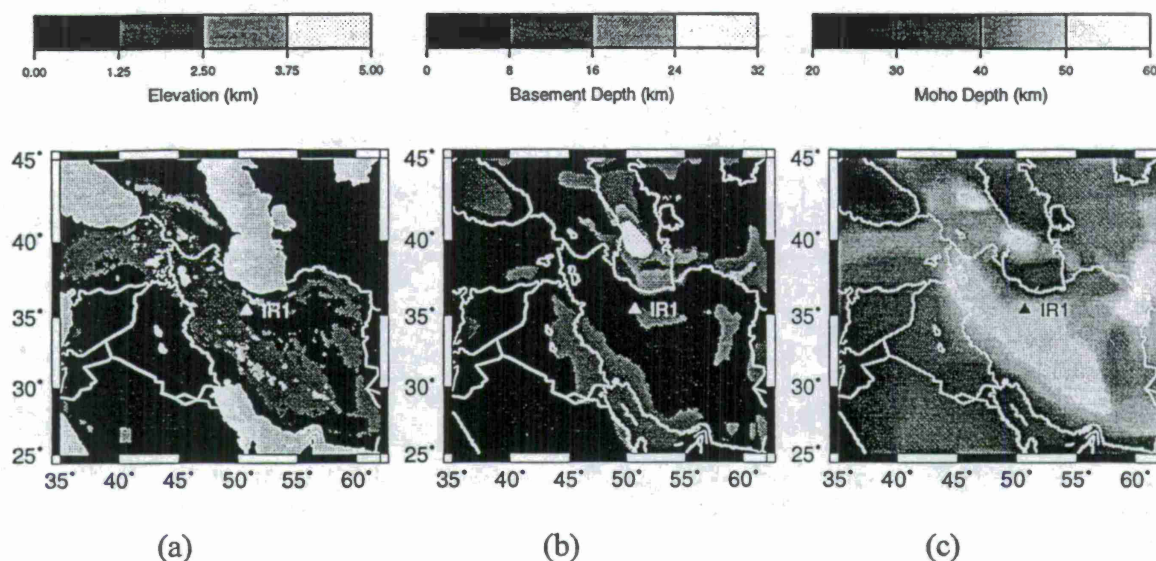 0.00 1.25 2.50 3.75 5.00
Elevation (km)
0 8 16 24 32
Basement Depth (km)
20 30 40 50 60
Moho Depth (km)
45°
40°
35°
30°
25°
35° 40° 45° 50° 55° 60°
IR1
(a)
45°
40°
35°
30°
25°
35° 40° 45° 50° 55° 60°
IR1
(b)
45°
40°
35°
30°
25°
35° 40° 45° 50° 55° 60°
IR1
(c)